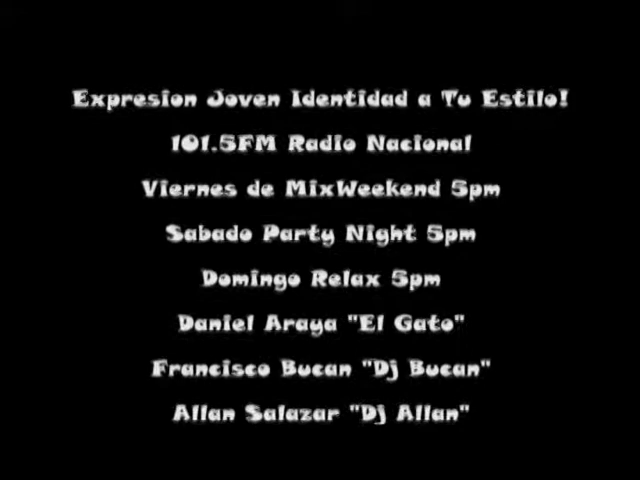 Expresion Joven Identidad a Tu Estilo!
101.5FM Radio Nacional
Viernes de MixWeekend 5pm
Sabado Party Night 5pm
Domingo Relax 5pm
Daniel Araya "El Gato"
Francisco Bucan "Dj Bucan"
Allan Salazar "Dj Allan"